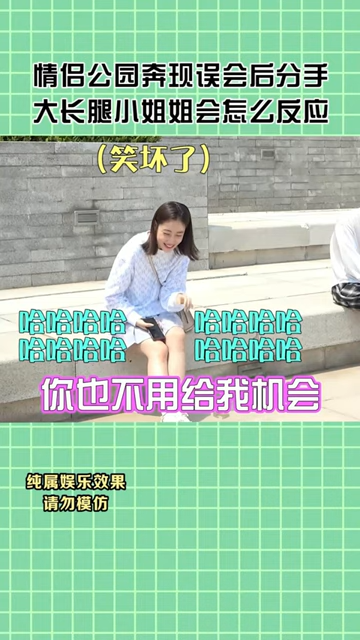 情侣公园奔现误会后分手
大长腿小姐姐会怎么反应
(笑坏了)
哈哈哈哈 哈哈哈哈
哈哈哈哈 哈哈哈哈
你也不用给我机会
纯属娱乐效果
请勿模仿